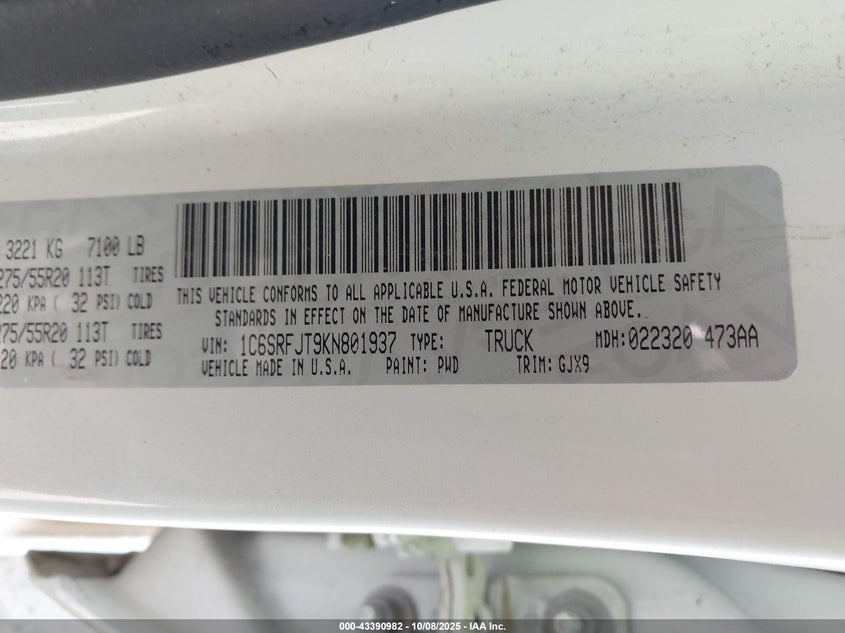 3221 KG 7100 LB
275/55R20 113T TIRES
220 KPA ( 32 PSI) COLD
275/55R20 113T TIRES
220 KPA ( 32 PSI) COLD
THIS VEHICLE CONFORMS TO ALL APPLICABLE U.S.A. FEDERAL MOTOR VEHICLE SAFETY
STANDARDS IN EFFECT ON THE DATE OF MANUFACTURE SHOWN ABOVE.
VIN: 1C6SRFJT9KN801937 TYPE: TRUCK MDH: 022320 473AA
VEHICLE MADE IN U.S.A. PAINT: PWD TRIM: GJX9
000-43390982 - 10/08/2025 - IAA Inc.